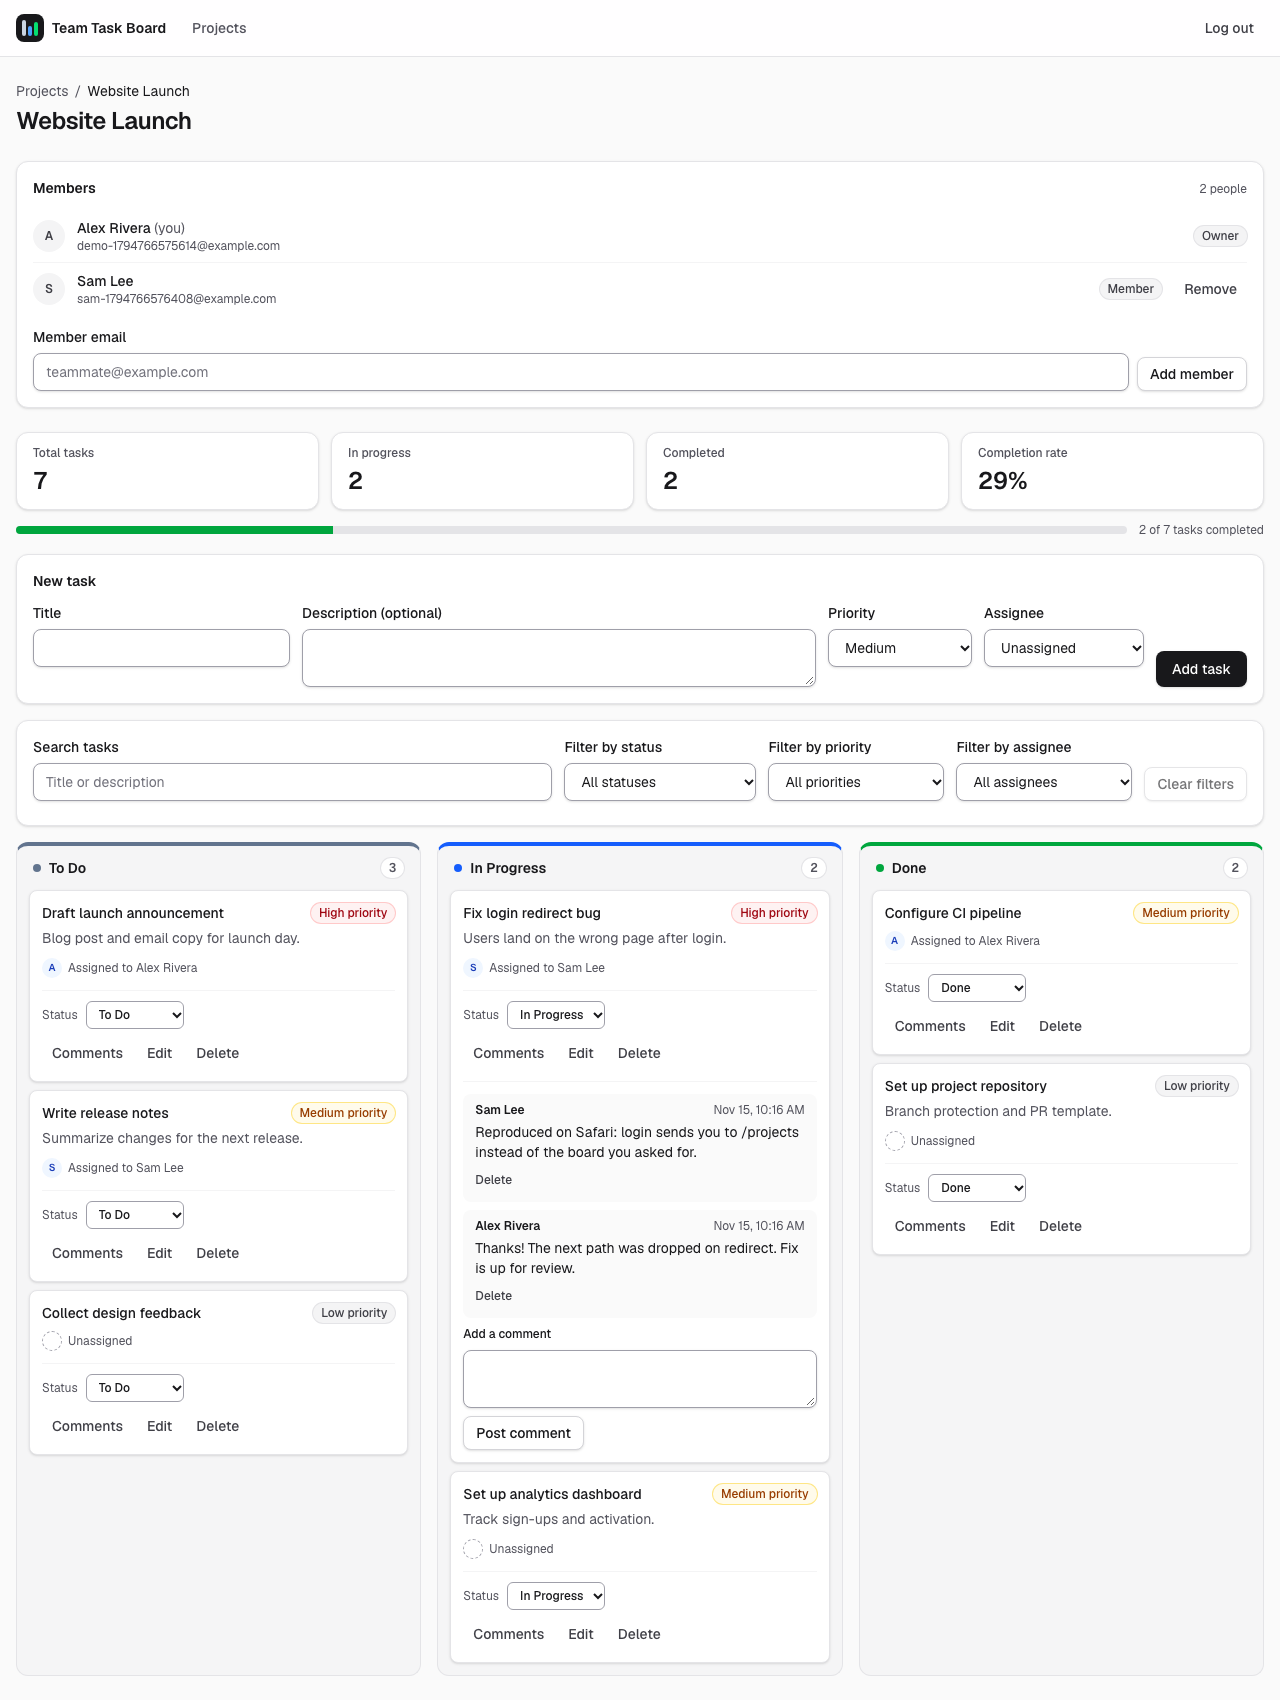 Team Task Board
Projects
Log out
Projects / Website Launch
Website Launch
Members
2 people
A
Alex Rivera (you)
demo-1794766575614@example.com
Owner
S
Sam Lee
sam-1794766576408@example.com
Member
Remove
Member email
teammate@example.com
Add member
Total tasks
7
In progress
2
Completed
2
Completion rate
29%
2 of 7 tasks completed
New task
Title
Description (optional)
Priority
Medium
Assignee
Unassigned
Add task
Search tasks
Title or description
Filter by status
All statuses
Filter by priority
All priorities
Filter by assignee
All assignees
Clear filters
To Do
3
Draft launch announcement
High priority
Blog post and email copy for launch day.
A
Assigned to Alex Rivera
Status
To Do
Comments
Edit
Delete
Write release notes
Medium priority
Summarize changes for the next release.
S
Assigned to Sam Lee
Status
To Do
Comments
Edit
Delete
Collect design feedback
Low priority
Unassigned
Status
To Do
Comments
Edit
Delete
In Progress
2
Fix login redirect bug
High priority
Users land on the wrong page after login.
S
Assigned to Sam Lee
Status
In Progress
Comments
Edit
Delete
Sam Lee
Nov 15, 10:16 AM
Reproduced on Safari: login sends you to /projects
instead of the board you asked for.
Delete
Alex Rivera
Nov 15, 10:16 AM
Thanks! The next path was dropped on redirect. Fix
is up for review.
Delete
Add a comment
Post comment
Set up analytics dashboard
Medium priority
Track sign-ups and activation.
Unassigned
Status
In Progress
Comments
Edit
Delete
Done
2
Configure CI pipeline
Medium priority
A
Assigned to Alex Rivera
Status
Done
Comments
Edit
Delete
Set up project repository
Low priority
Branch protection and PR template.
Unassigned
Status
Done
Comments
Edit
Delete